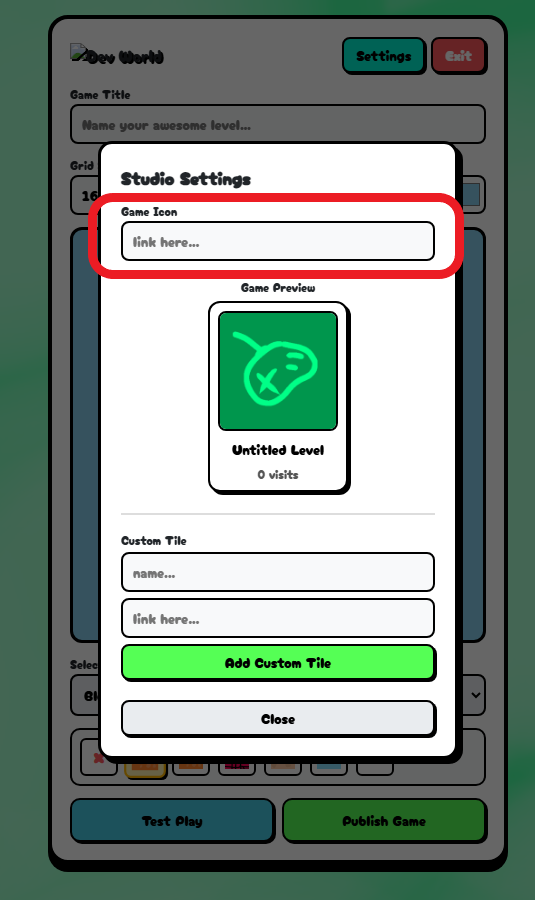 Dev World
Settings
Exit
Game Title
Name your awesome level...
Grid
16
Studio Settings
Game Icon
link here...
Game Preview
Untitled Level
0 visits
Custom Tile
name...
link here...
Add Custom Tile
Selec
Close
Test Play
Publish Game